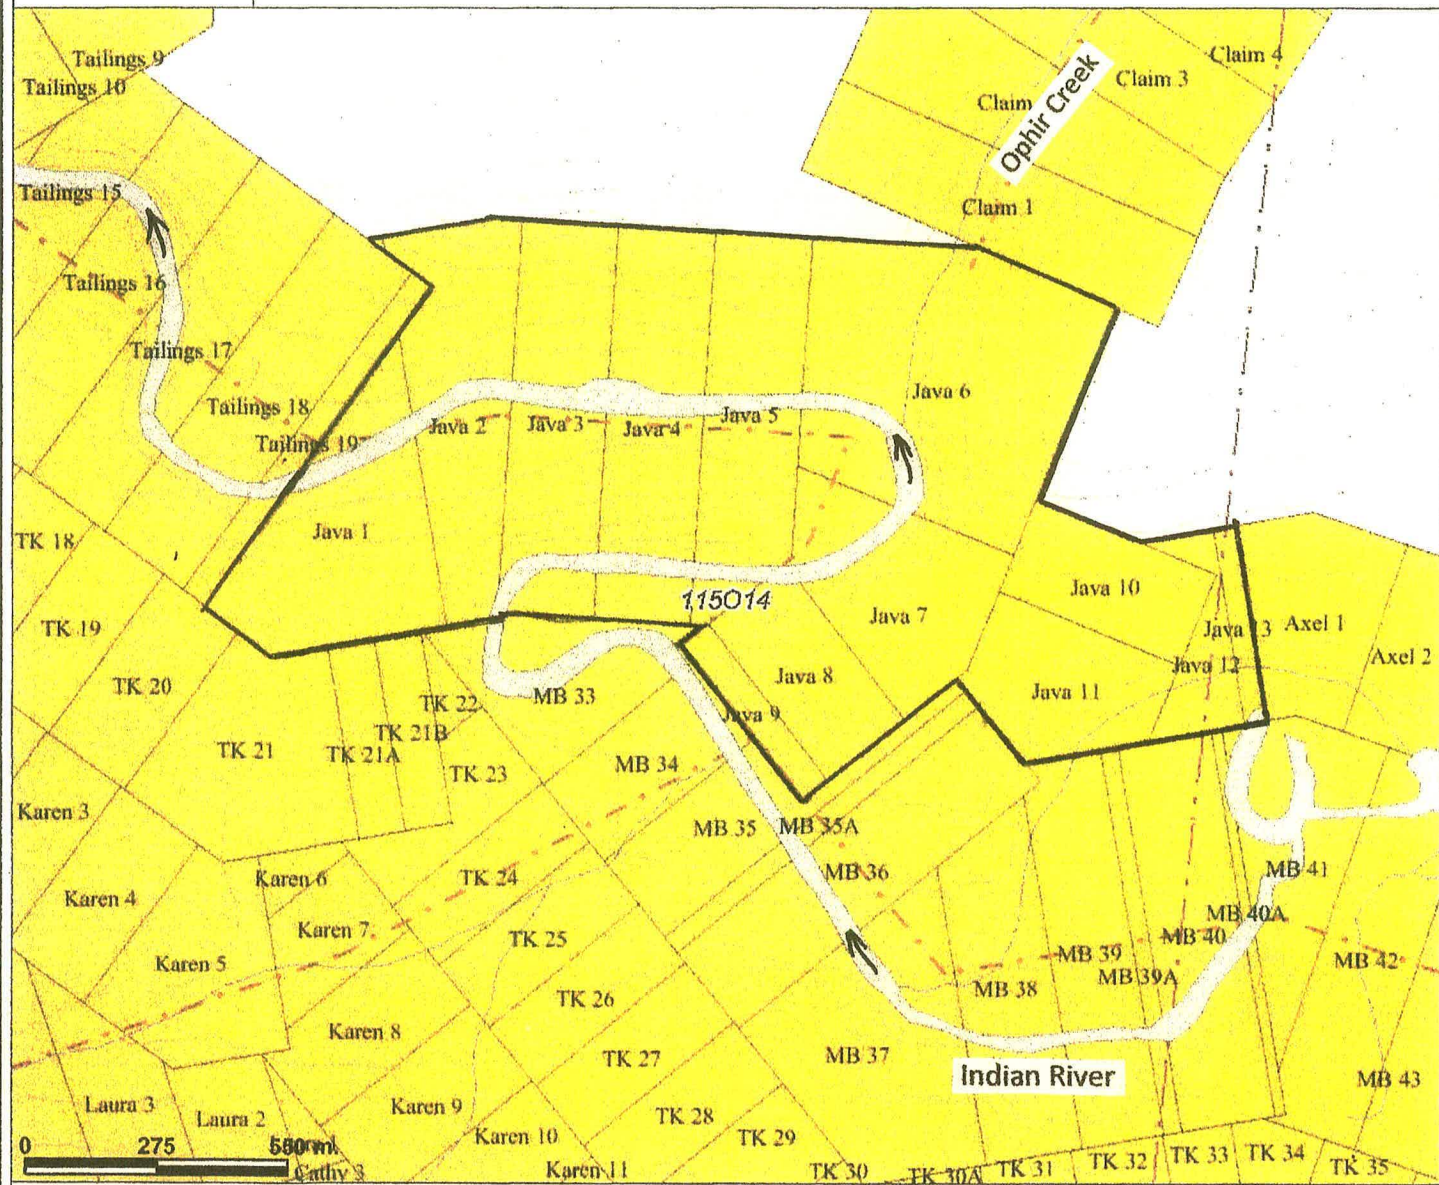 Tailings 9
Tailings 10
Claim 4
Claim 3
Claim
Ophir Creek
Claim 1
Tailings 15
Tailings 16
Tailings 17
Tailings 18
Tailings 19
Java 6
Java 2
Java 3
Java 4
Java 5
Java 1
TK 18
115O14
Java 10
Java 7
Java 13
Axel 1
Axel 2
TK 19
Java 12
Java 8
Java 11
TK 20
TK 22
MB 33
Java 9
TK 21B
TK 21
TK 21A
TK 23
MB 34
Karen 3
MB 35
MB 35A
MB 36
MB 41
Karen 6
TK 24
Karen 4
MB 40A
Karen 7
TK 25
MB 40
MB 39
Karen 5
MB 42
MB 39A
MB 38
TK 26
Karen 8
TK 27
MB 37
Indian River
MB 43
Laura 3
Laura 2
Karen 9
TK 28
Karen 10
TK 29
0 275 550 m.
Cathy 3
Karen 11
TK 30
TK 30A
TK 31
TK 32
TK 33
TK 34
TK 35